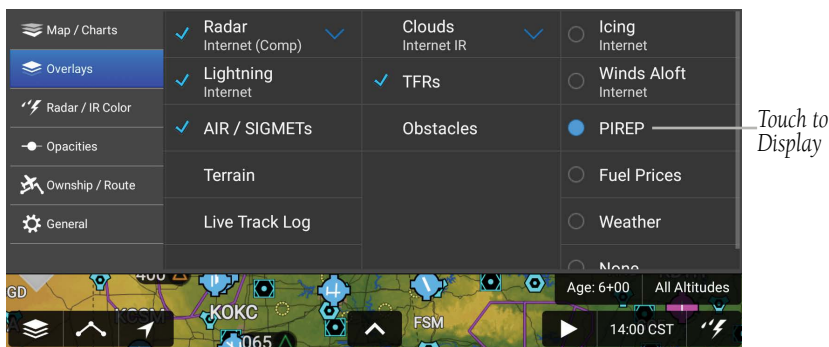 Map / Charts
Overlays
Radar / IR Color
Opacities
Ownship / Route
General
Radar
Internet (Comp)
Lightning
Internet
AIR / SIGMETs
Terrain
Live Track Log
Clouds
Internet IR
TFRs
Obstacles
Icing
Internet
Winds Aloft
Internet
PIREP
Fuel Prices
Weather
None
Touch to
Display
GD
KOKC
065
FSM
Age: 6+00
All Altitudes
14:00 CST